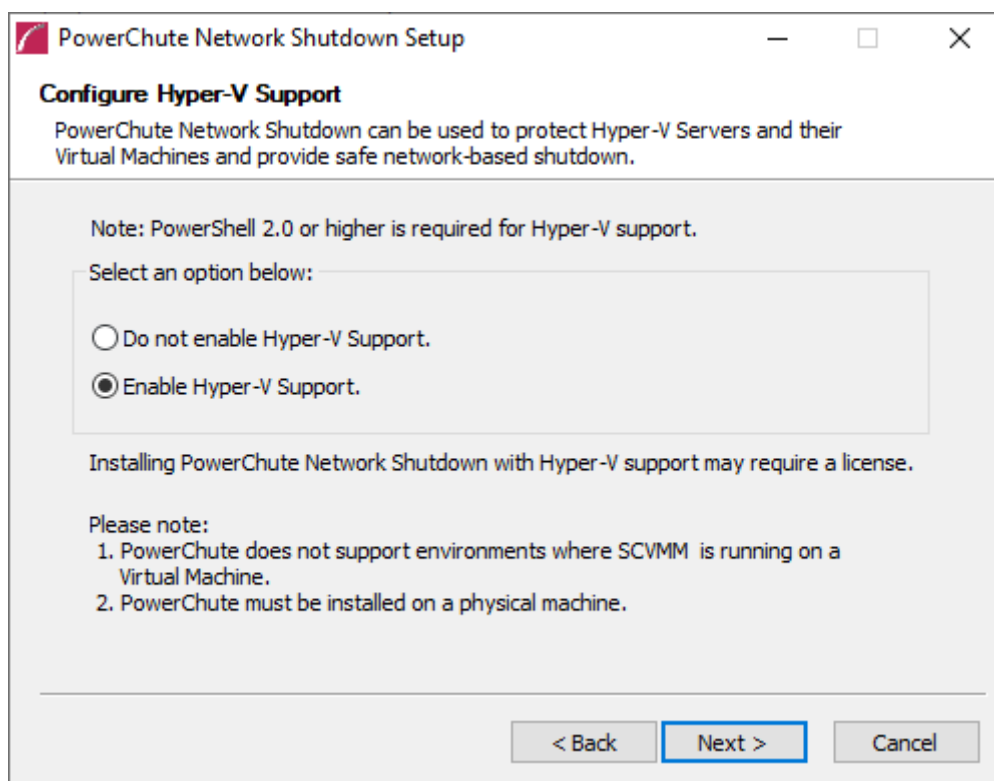 PowerChute Network Shutdown Setup
Configure Hyper-V Support
PowerChute Network Shutdown can be used to protect Hyper-V Servers and their
Virtual Machines and provide safe network-based shutdown.
Note: PowerShell 2.0 or higher is required for Hyper-V support.
Select an option below:
Do not enable Hyper-V Support.
Enable Hyper-V Support.
Installing PowerChute Network Shutdown with Hyper-V support may require a license.
Please note:
1. PowerChute does not support environments where SCVMM is running on a
Virtual Machine.
2. PowerChute must be installed on a physical machine.
< Back Next > Cancel